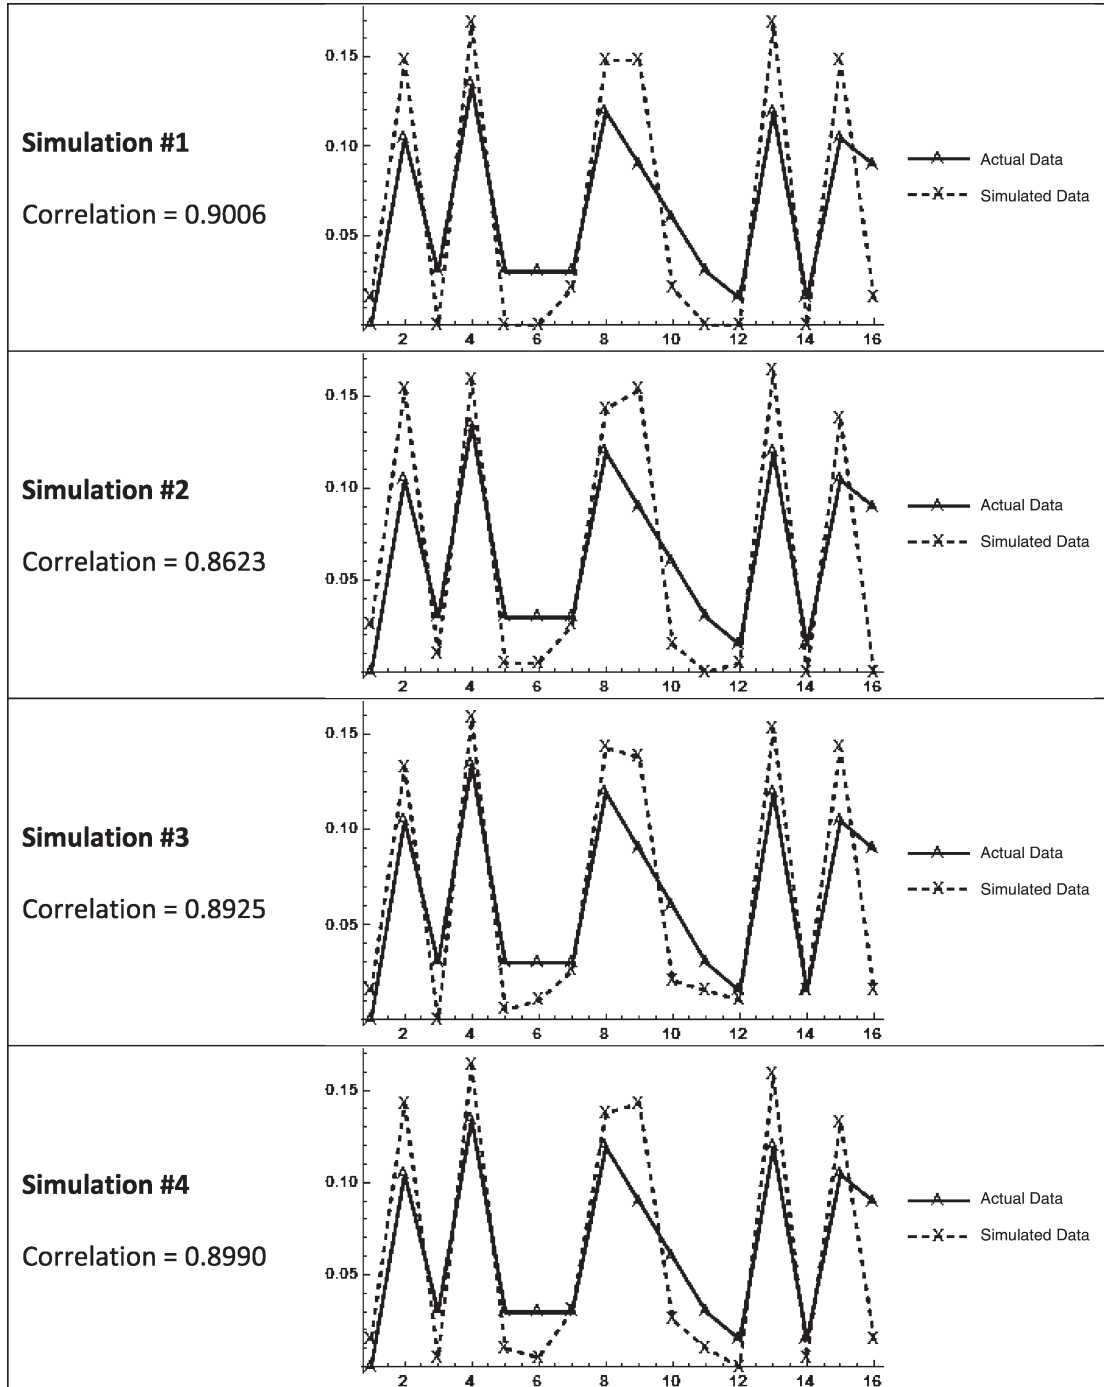 Simulation #1
Correlation = 0.9006
0.15
0.10
0.05
2 4 6 8 10 12 14 16
Actual Data
Simulated Data
Simulation #2
Correlation = 0.8623
0.15
0.10
0.05
2 4 6 8 10 12 14 16
Actual Data
Simulated Data
Simulation #3
Correlation = 0.8925
0.15
0.10
0.05
2 4 6 8 10 12 14 16
Actual Data
Simulated Data
Simulation #4
Correlation = 0.8990
0.15
0.10
0.05
2 4 6 8 10 12 14 16
Actual Data
Simulated Data